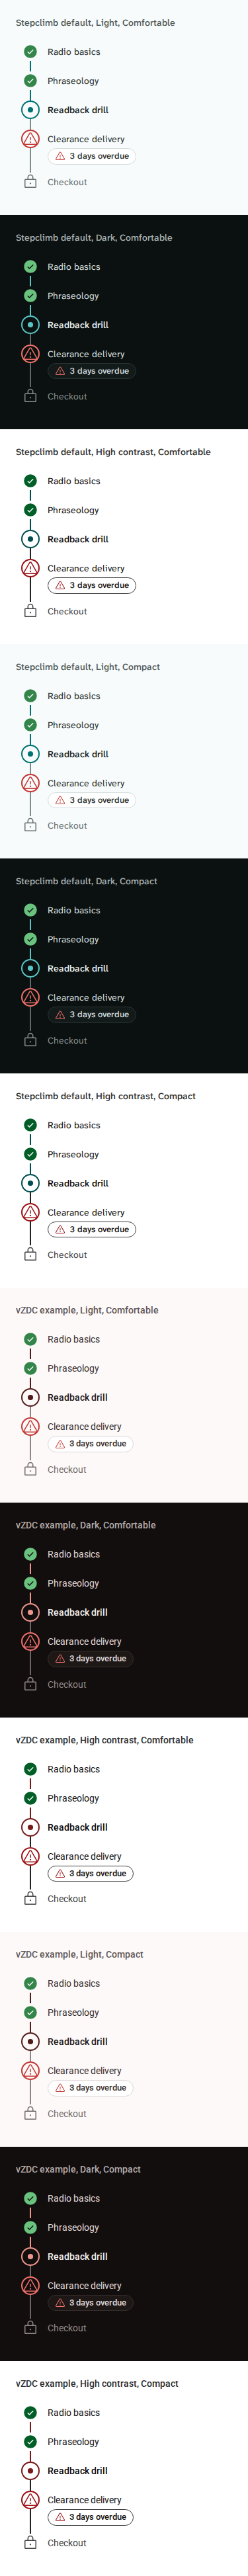 Stepclimb default, Light, Comfortable
Radio basics
Phraseology
Readback drill
Clearance delivery
3 days overdue
Checkout
Stepclimb default, Dark, Comfortable
Radio basics
Phraseology
Readback drill
Clearance delivery
3 days overdue
Checkout
Stepclimb default, High contrast, Comfortable
Radio basics
Phraseology
Readback drill
Clearance delivery
3 days overdue
Checkout
Stepclimb default, Light, Compact
Radio basics
Phraseology
Readback drill
Clearance delivery
3 days overdue
Checkout
Stepclimb default, Dark, Compact
Radio basics
Phraseology
Readback drill
Clearance delivery
3 days overdue
Checkout
Stepclimb default, High contrast, Compact
Radio basics
Phraseology
Readback drill
Clearance delivery
3 days overdue
Checkout
vZDC example, Light, Comfortable
Radio basics
Phraseology
Readback drill
Clearance delivery
3 days overdue
Checkout
vZDC example, Dark, Comfortable
Radio basics
Phraseology
Readback drill
Clearance delivery
3 days overdue
Checkout
vZDC example, High contrast, Comfortable
Radio basics
Phraseology
Readback drill
Clearance delivery
3 days overdue
Checkout
vZDC example, Light, Compact
Radio basics
Phraseology
Readback drill
Clearance delivery
3 days overdue
Checkout
vZDC example, Dark, Compact
Radio basics
Phraseology
Readback drill
Clearance delivery
3 days overdue
Checkout
vZDC example, High contrast, Compact
Radio basics
Phraseology
Readback drill
Clearance delivery
3 days overdue
Checkout